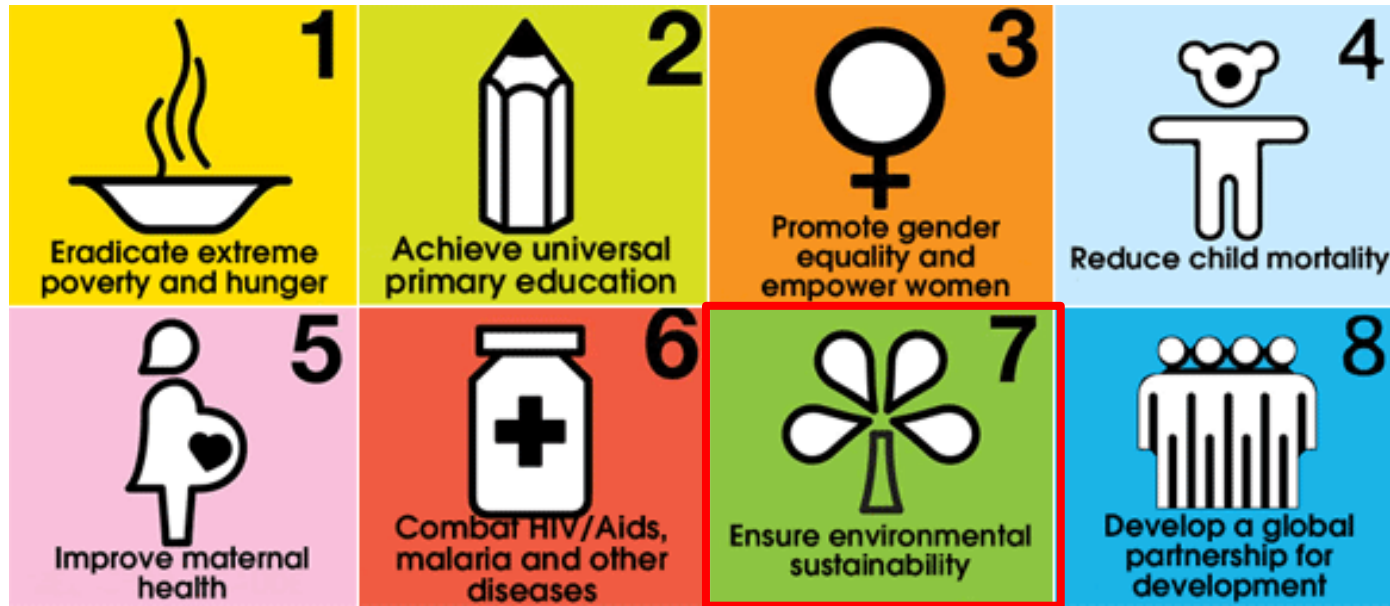 1
Eradicate extreme
poverty and hunger
2
Achieve universal
primary education
3
Promote gender
equality and
empower women
4
Reduce child mortality
5
Improve maternal
health
6
Combat HIV/Aids,
malaria and other
diseases
7
Ensure environmental
sustainability
8
Develop a global
partnership for
development